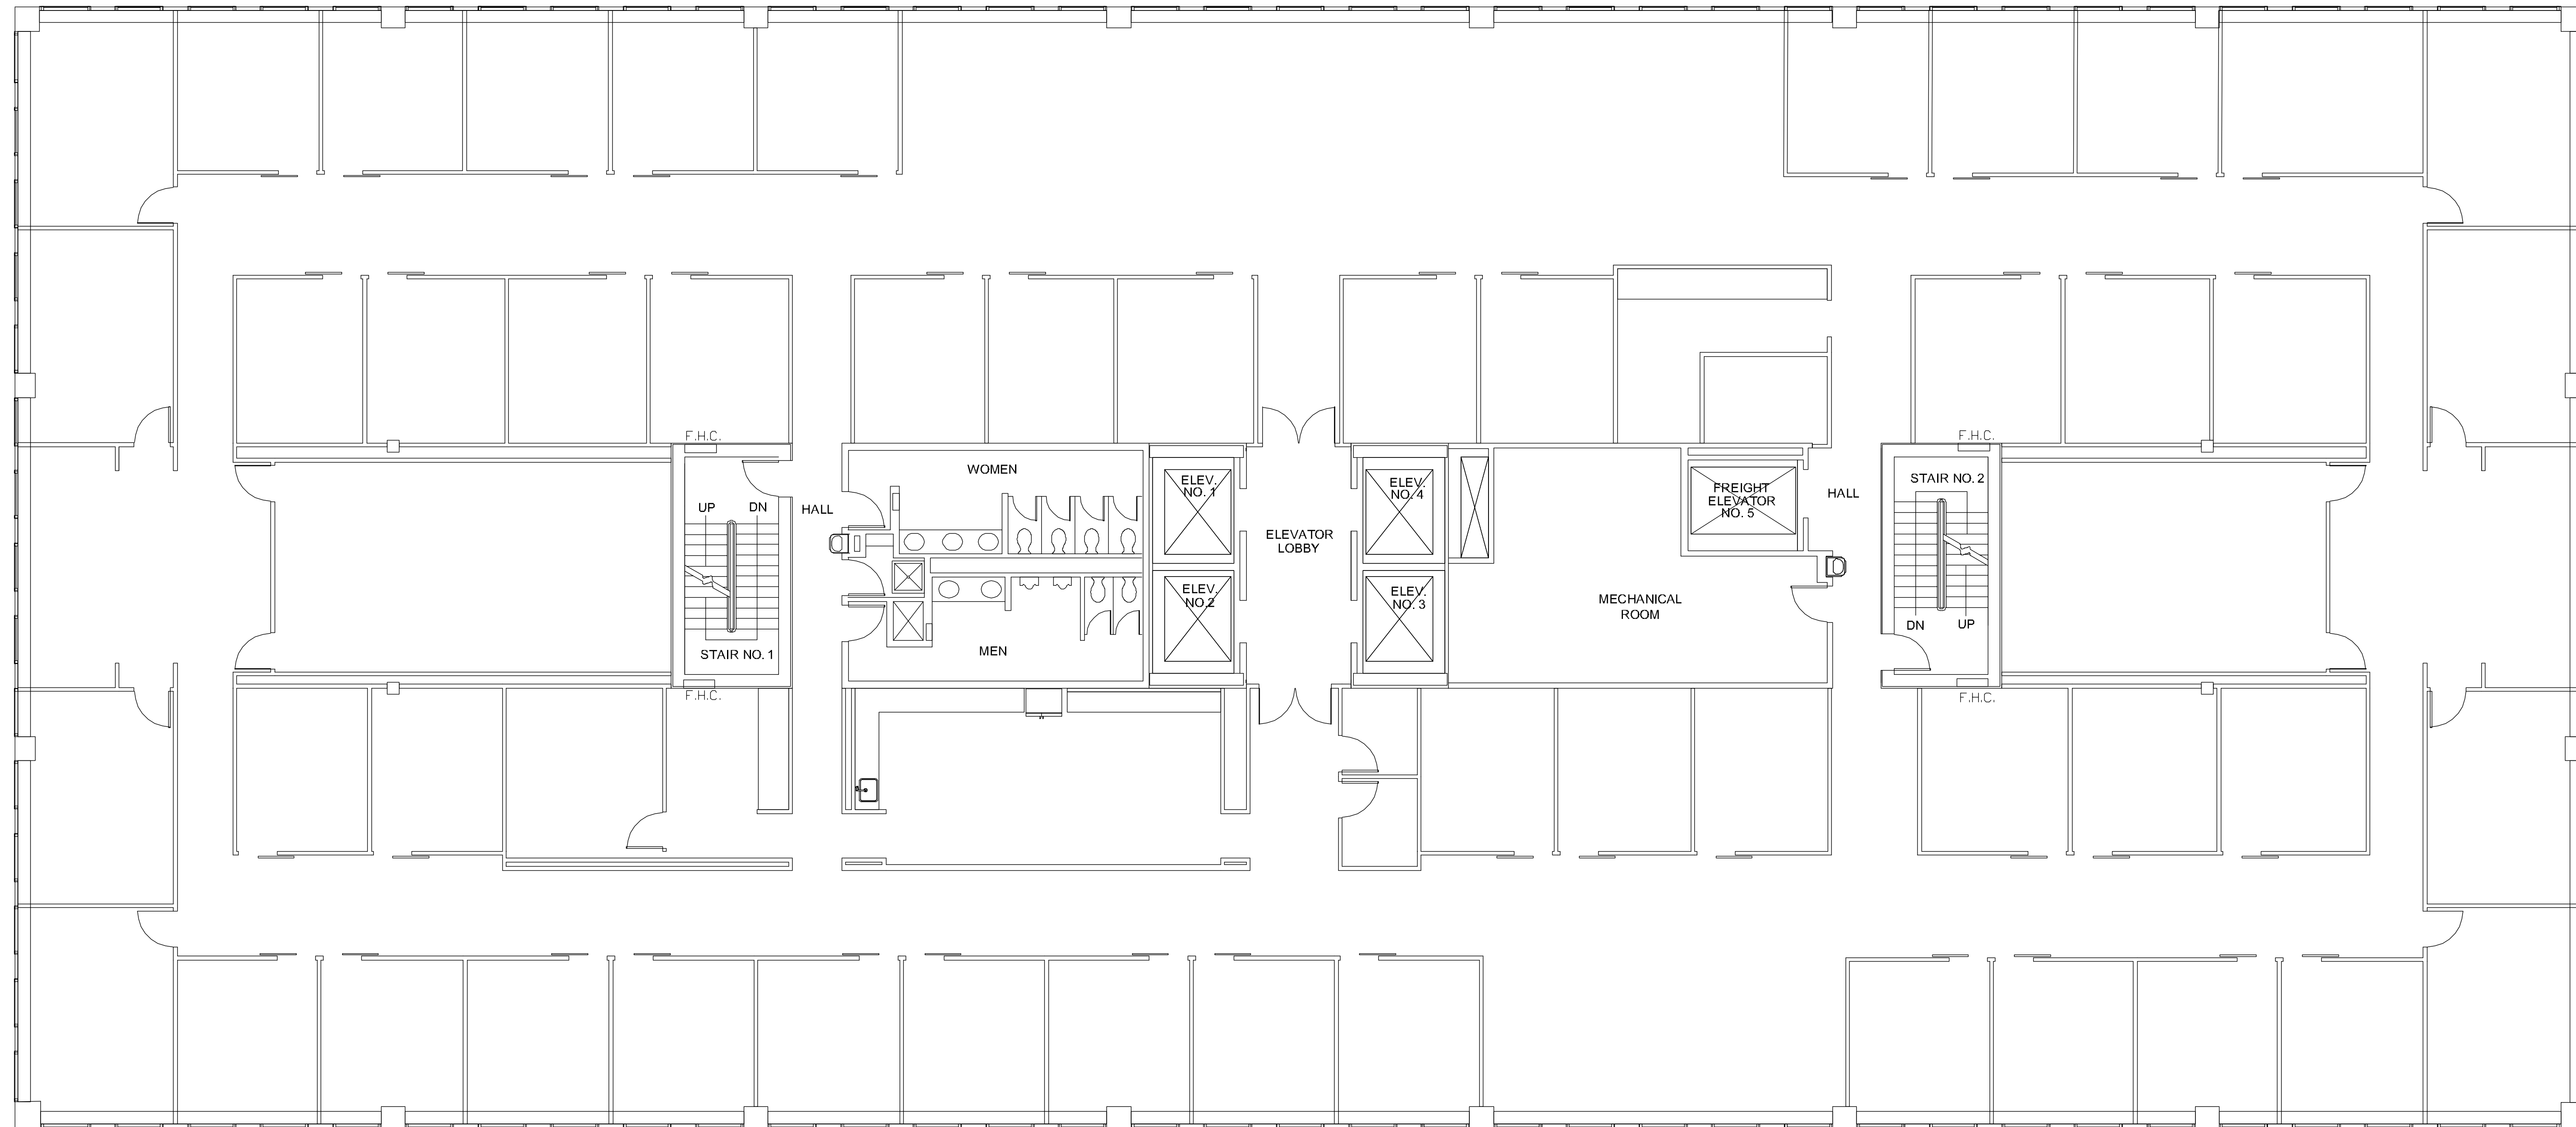 F.H.C.
F.H.C.
WOMEN
ELEV.
NO. 1
ELEV.
NO. 4
FREIGHT
ELEVATOR
NO. 5
HALL
STAIR NO. 2
UP
DN
HALL
ELEVATOR
LOBBY
ELEV.
NO.2
ELEV.
NO. 3
MECHANICAL
ROOM
DN
UP
STAIR NO. 1
MEN
F.H.C.
F.H.C.